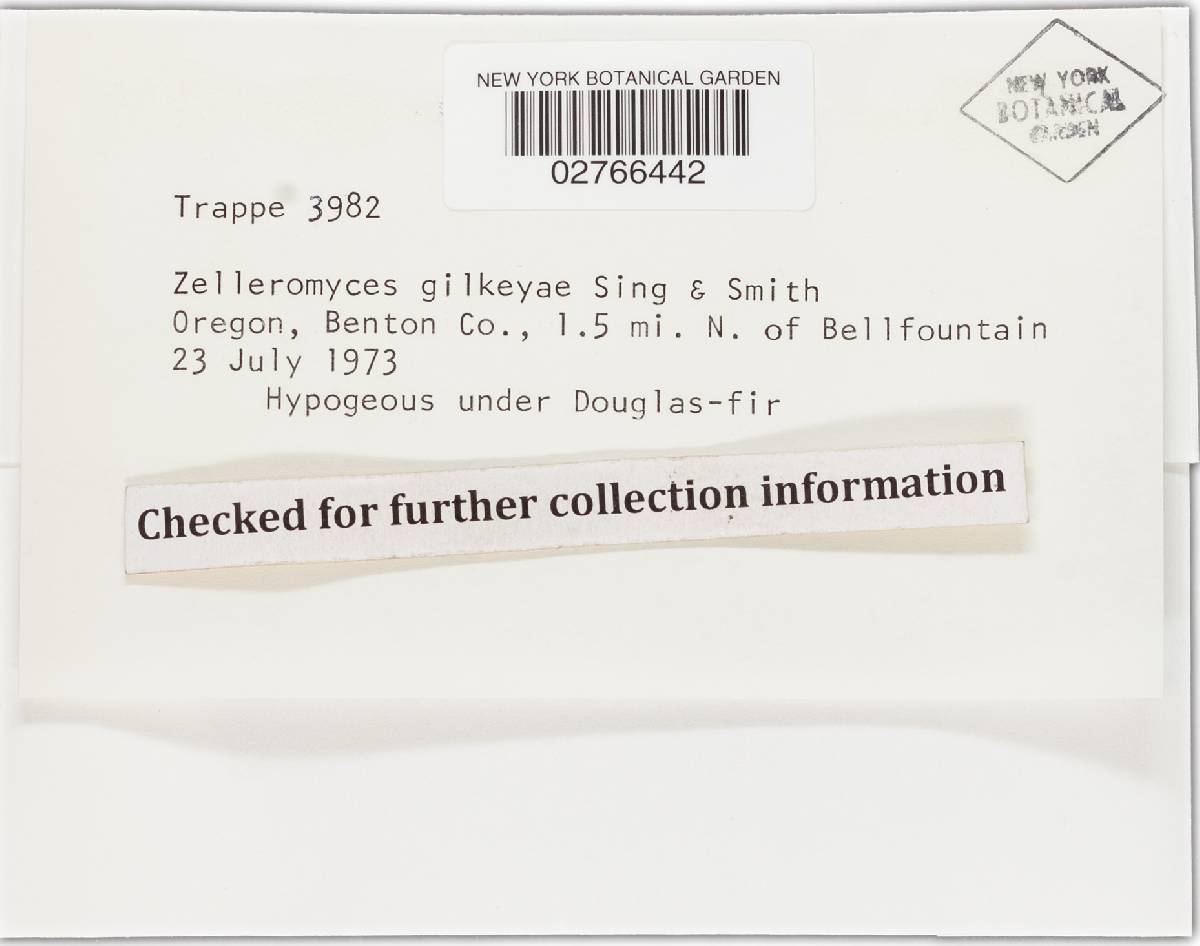 NEW YORK BOTANICAL GARDEN
02766442
NEW YORK
BOTANICAL
GARDEN
Trappe 3982
Zelleromyces gilkeyae Sing & Smith
Oregon, Benton Co., 1.5 mi. N. of Bellfountain
23 July 1973
Hypogeous under Douglas-fir
Checked for further collection information